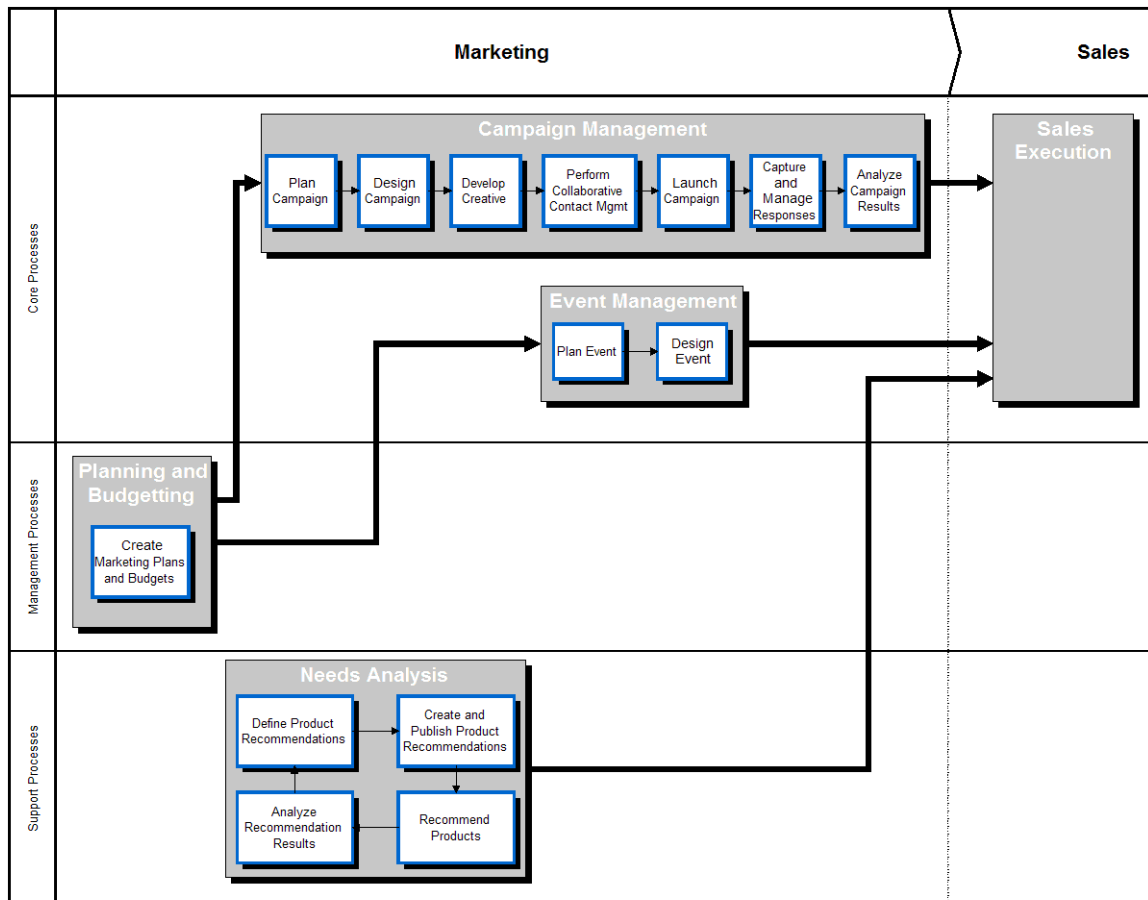 Marketing
Sales
Core Processes
Campaign Management
Plan
Campaign
Design
Campaign
Develop
Creative
Perform
Collaborative
Contact Mgmt
Launch
Campaign
Capture
and
Manage
Responses
Analyze
Campaign
Results
Sales
Execution
Event Management
Plan Event
Design
Event
Management Processes
Planning and
Budgetting
Create
Marketing Plans
and Budgets
Support Processes
Needs Analysis
Define Product
Recommendations
Create and
Publish Product
Recommendations
Analyze
Recommendation
Results
Recommend
Products